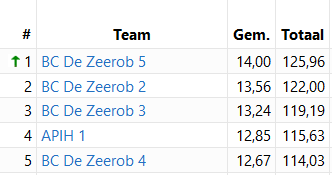 # Team Gem. Totaal
1 BC De Zeerob 5 14,00 125,96
2 BC De Zeerob 2 13,56 122,00
3 BC De Zeerob 3 13,24 119,19
4 APIH 1 12,85 115,63
5 BC De Zeerob 4 12,67 114,03